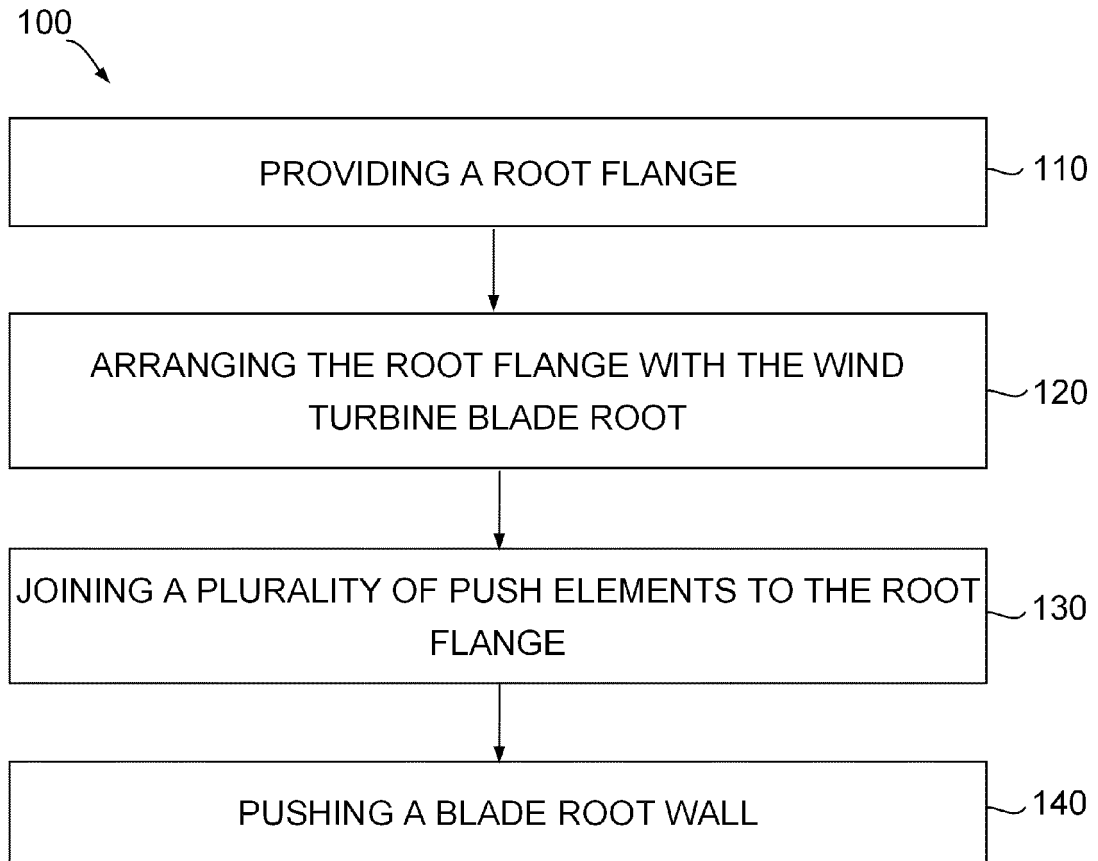 100
PROVIDING A ROOT FLANGE
110
ARRANGING THE ROOT FLANGE WITH THE WIND
TURBINE BLADE ROOT
120
JOINING A PLURALITY OF PUSH ELEMENTS TO THE ROOT
FLANGE
130
PUSHING A BLADE ROOT WALL
140